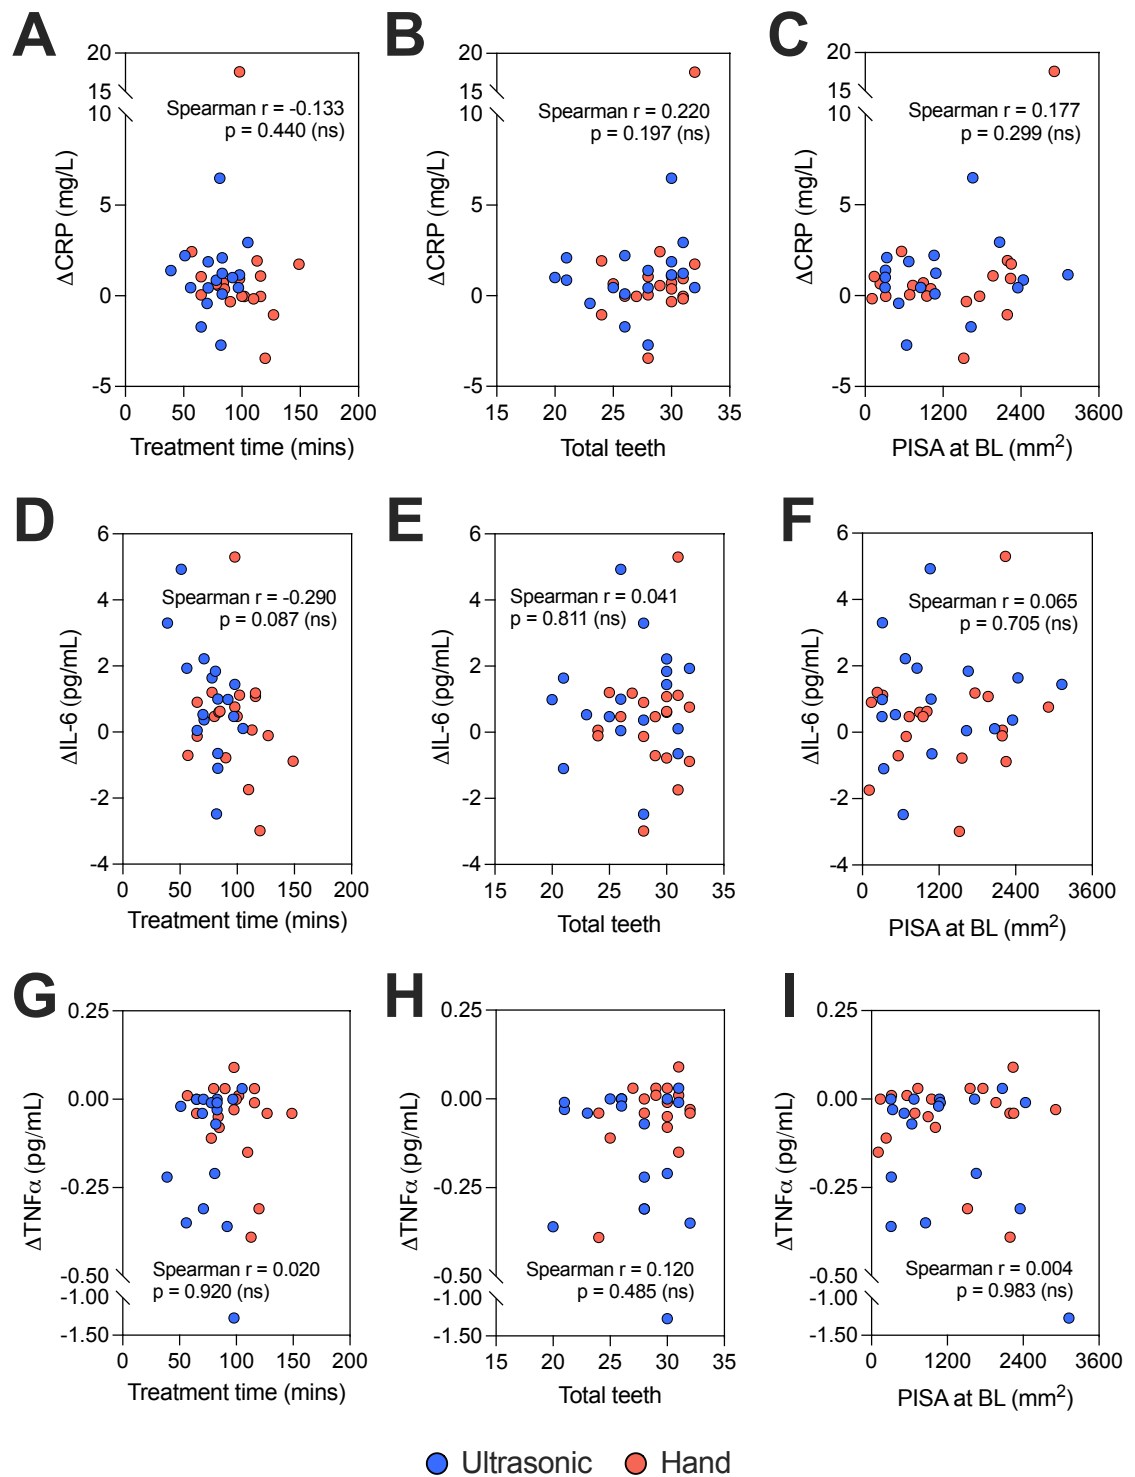 A
20
15
10
5
0
-5
ΔCRP (mg/L)
Spearman r = -0.133
p = 0.440 (ns)
0 50 100 150 200
Treatment time (mins)
B
20
15
10
5
0
-5
ΔCRP (mg/L)
Spearman r = 0.220
p = 0.197 (ns)
15 20 25 30 35
Total teeth
C
20
15
10
5
0
-5
ΔCRP (mg/L)
Spearman r = 0.177
p = 0.299 (ns)
0 1200 2400 3600
PISA at BL (mm²)
D
6
4
2
0
-2
-4
ΔIL-6 (pg/mL)
Spearman r = -0.290
p = 0.087 (ns)
0 50 100 150 200
Treatment time (mins)
E
6
4
2
0
-2
-4
ΔIL-6 (pg/mL)
Spearman r = 0.041
p = 0.811 (ns)
15 20 25 30 35
Total teeth
F
6
4
2
0
-2
-4
ΔIL-6 (pg/mL)
Spearman r = 0.065
p = 0.705 (ns)
0 1200 2400 3600
PISA at BL (mm²)
G
0.25
0.00
-0.25
-0.50
-1.00
-1.50
ΔTNFα (pg/mL)
Spearman r = 0.020
p = 0.920 (ns)
0 50 100 150 200
Treatment time (mins)
H
0.25
0.00
-0.25
-0.50
-1.00
-1.50
ΔTNFα (pg/mL)
Spearman r = 0.120
p = 0.485 (ns)
15 20 25 30 35
Total teeth
I
0.25
0.00
-0.25
-0.50
-1.00
-1.50
ΔTNFα (pg/mL)
Spearman r = 0.004
p = 0.983 (ns)
0 1200 2400 3600
PISA at BL (mm²)
Ultrasonic Hand